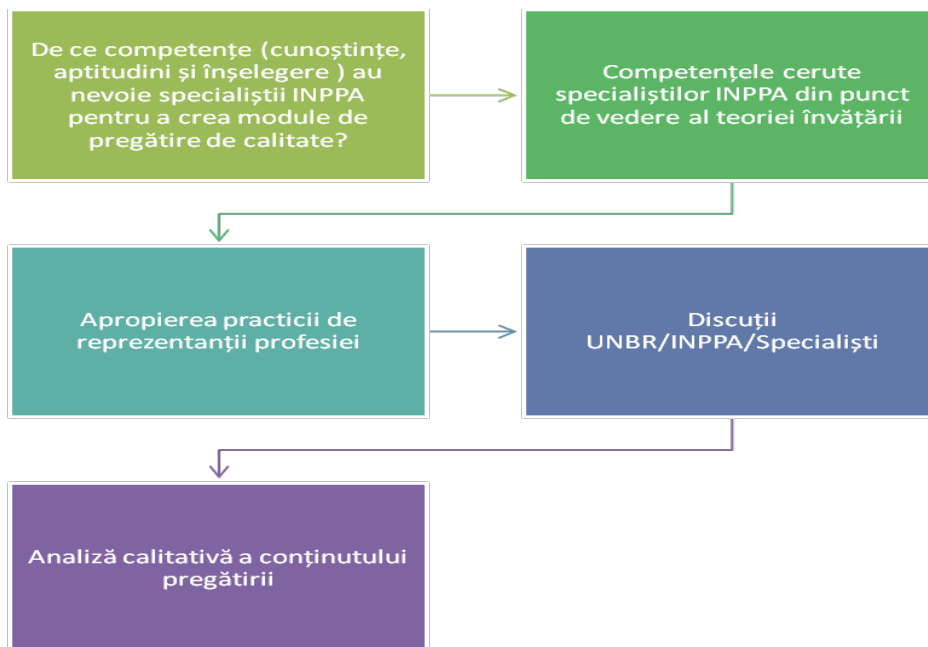 De ce competențe (cunoștințe,
aptitudini și înșelegere ) au
nevoie specialiștii INPPA
pentru a crea module de
pregătire de calitate?
Competențele cerute
specialiștilor INPPA din punct
de vedere al teoriei învățării
Apropierea practicii de
reprezentanții profesiei
Discuții
UNBR/INPPA/Specialiști
Analiză calitativă a conținutului
pregătirii